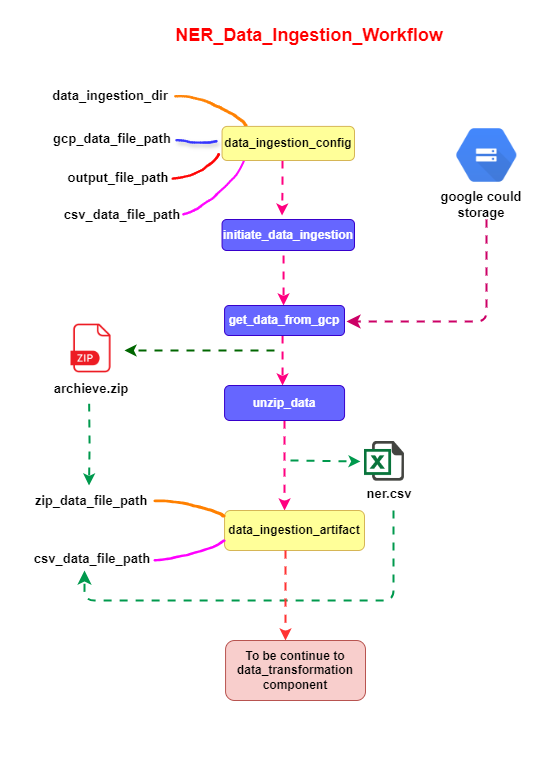 NER_Data_Ingestion_Workflow
data_ingestion_dir
gcp_data_file_path
output_file_path
csv_data_file_path
data_ingestion_config
google could
storage
initiate_data_ingestion
get_data_from_gcp
ZIP
archieve.zip
unzip_data
X
ner.csv
zip_data_file_path
data_ingestion_artifact
csv_data_file_path
To be continue to
data_transformation
component